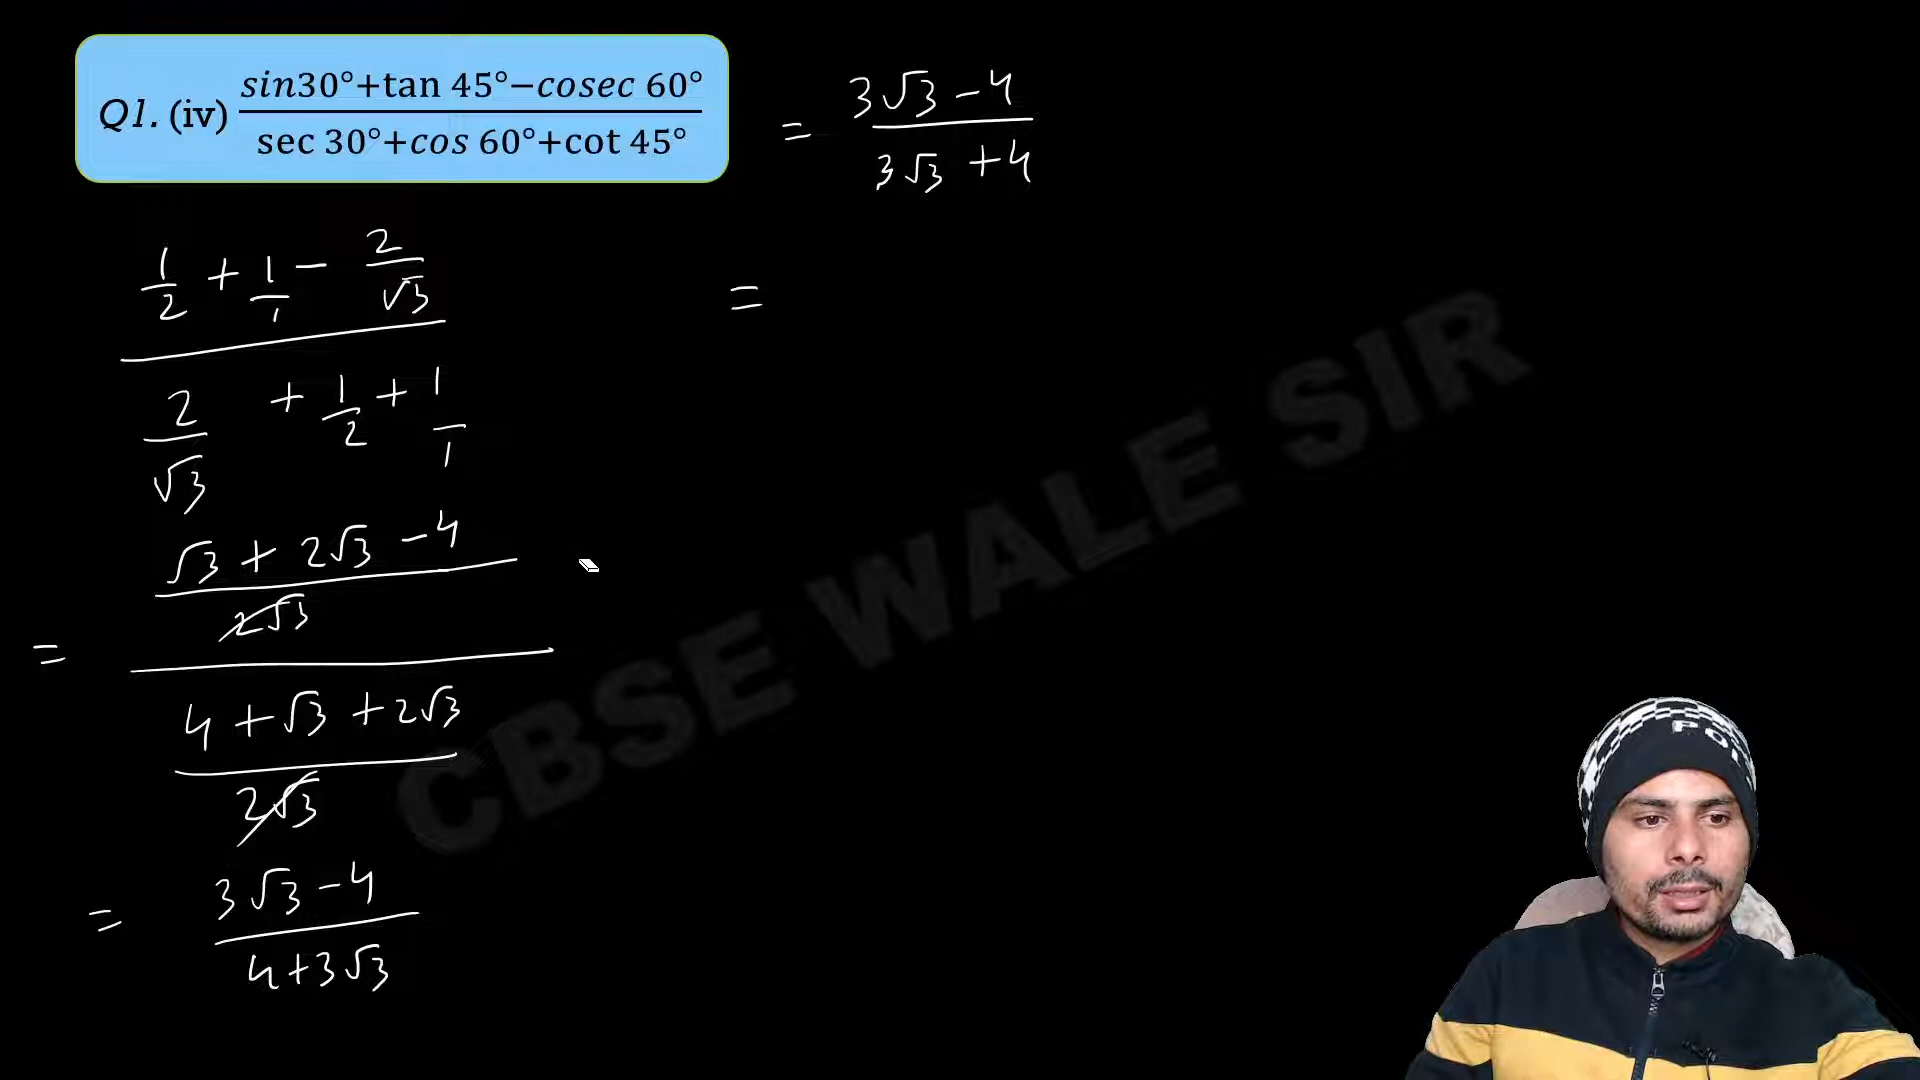 Q1. (iv) (sin30°+tan 45°−cosec 60°)/(sec 30°+cos 60°+cot 45°)
(1/2 + 1/1 − 2/√3)/(2/√3 + 1/2 + 1/1)
= ((√3 + 2√3 − 4)/(2√3))/((4 + √3 + 2√3)/(2√3))
= (3√3 − 4)/(4+3√3)
= (3√3 − 4)/(3√3 + 4)
=
CBSE WALE SIR
POL